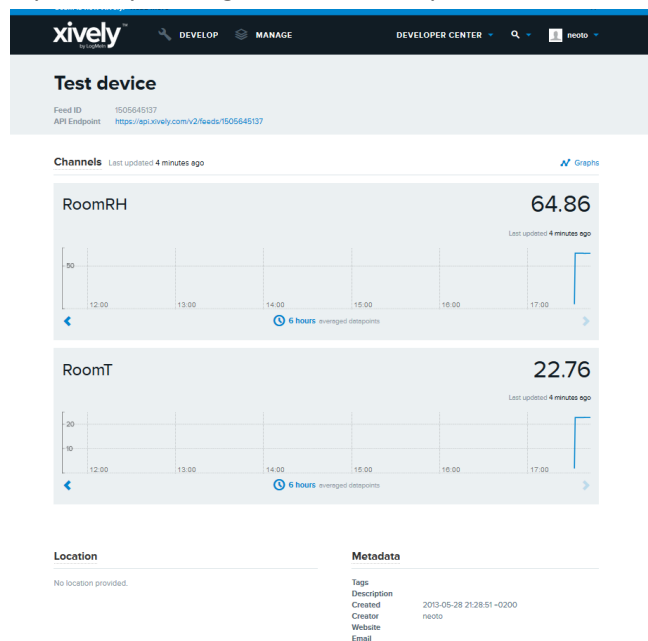 xively™ DEVELOP MANAGE DEVELOPER CENTER neoto
by LogMeIn
Test device
Feed ID 1505645137
API Endpoint https://api.xively.com/v2/feeds/1505645137
Channels Last updated 4 minutes ago Graphs
RoomRH 64.86
Last updated 4 minutes ago
50
12:00 13:00 14:00 15:00 16:00 17:00
6 hours averaged datapoints
RoomT 22.76
Last updated 4 minutes ago
20
10
12:00 13:00 14:00 15:00 16:00 17:00
6 hours averaged datapoints
Location Metadata
No location provided. Tags
Description
Created 2013-05-28 21:28:51 +0200
Creator neoto
Website
Email